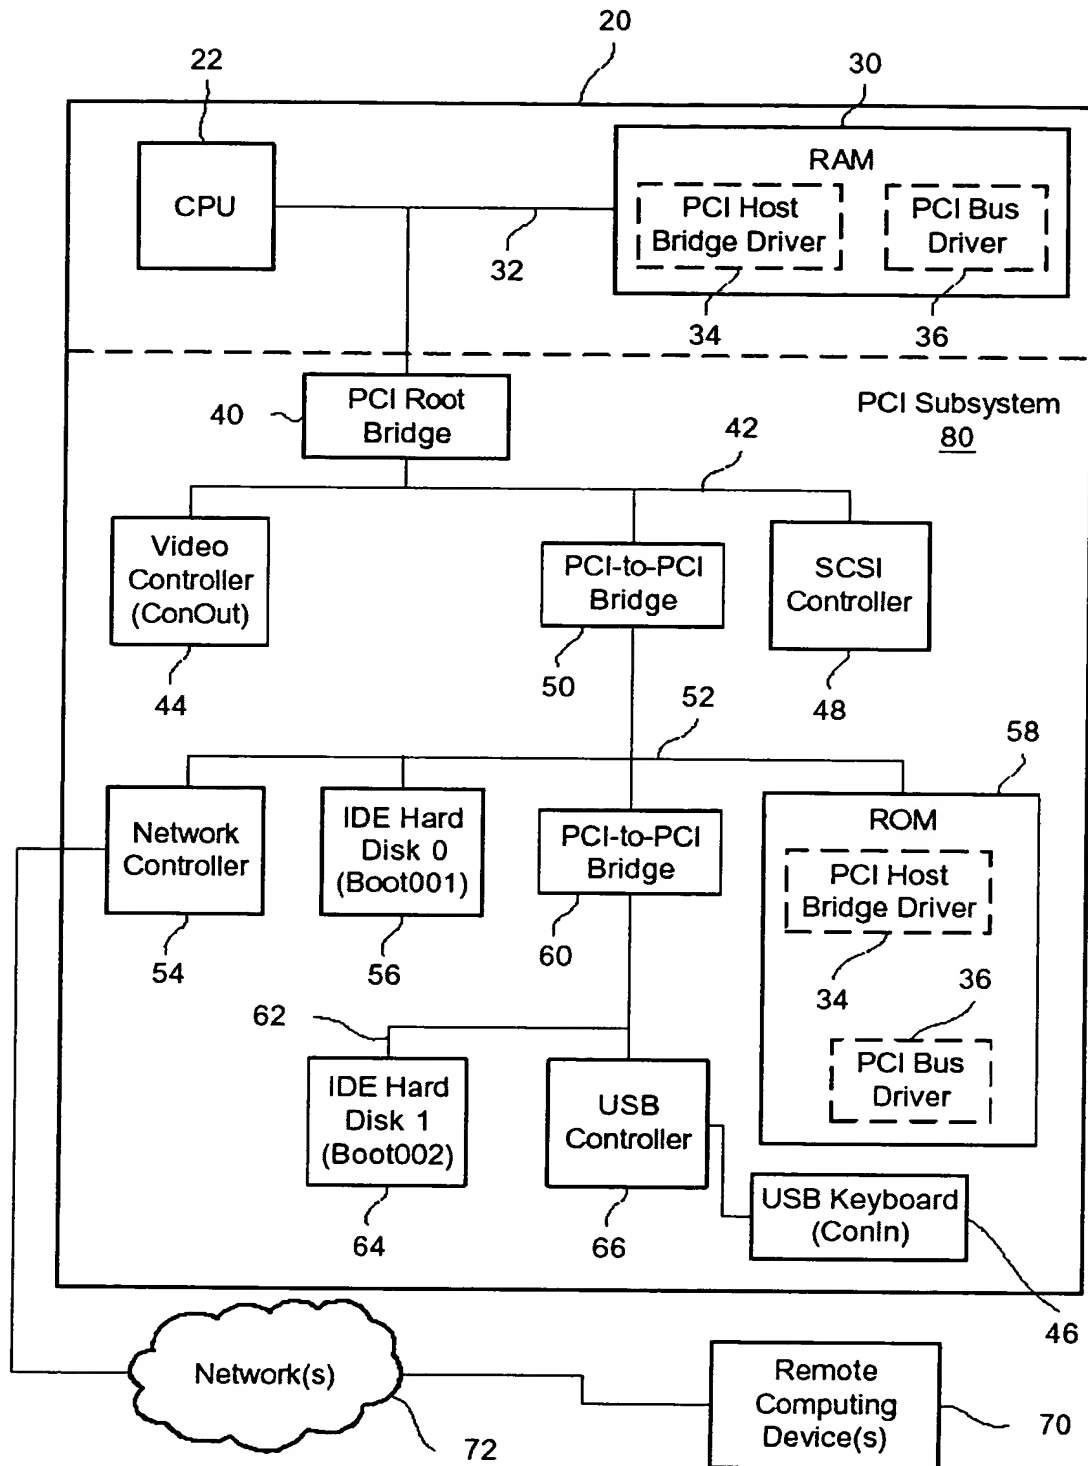 20
22
30
CPU
RAM
PCI Host
Bridge Driver
PCI Bus
Driver
32
34
36
PCI Root
Bridge
40
PCI Subsystem
80
42
Video
Controller
(ConOut)
PCI-to-PCI
Bridge
SCSI
Controller
44
50
48
52
58
Network
Controller
IDE Hard
Disk 0
(Boot001)
PCI-to-PCI
Bridge
ROM
PCI Host
Bridge Driver
54
56
60
34
36
62
PCI Bus
Driver
IDE Hard
Disk 1
(Boot002)
USB
Controller
64
66
USB Keyboard
(ConIn)
46
Network(s)
72
Remote
Computing
Device(s)
70